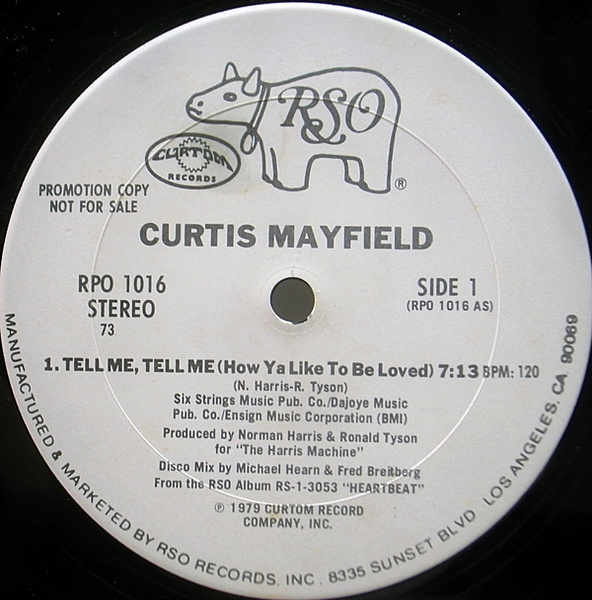 RSO
CURTOM
RECORDS
®
PROMOTION COPY
NOT FOR SALE
CURTIS MAYFIELD
RPO 1016
STEREO
73
SIDE 1
(RPO 1016 AS)
1. TELL ME, TELL ME (How Ya Like To Be Loved) 7:13 BPM: 120
(N. Harris-R. Tyson)
Six Strings Music Pub. Co./Dajoye Music
Pub. Co./Ensign Music Corporation (BMI)
Produced by Norman Harris & Ronald Tyson
for "The Harris Machine"
Disco Mix by Michael Hearn & Fred Breitberg
From the RSO Album RS-1-3053 "HEARTBEAT"
℗ 1979 CURTOM RECORD
COMPANY, INC.
MANUFACTURED & MARKETED BY RSO RECORDS, INC. 8335 SUNSET BLVD LOS ANGELES, CA. 90069